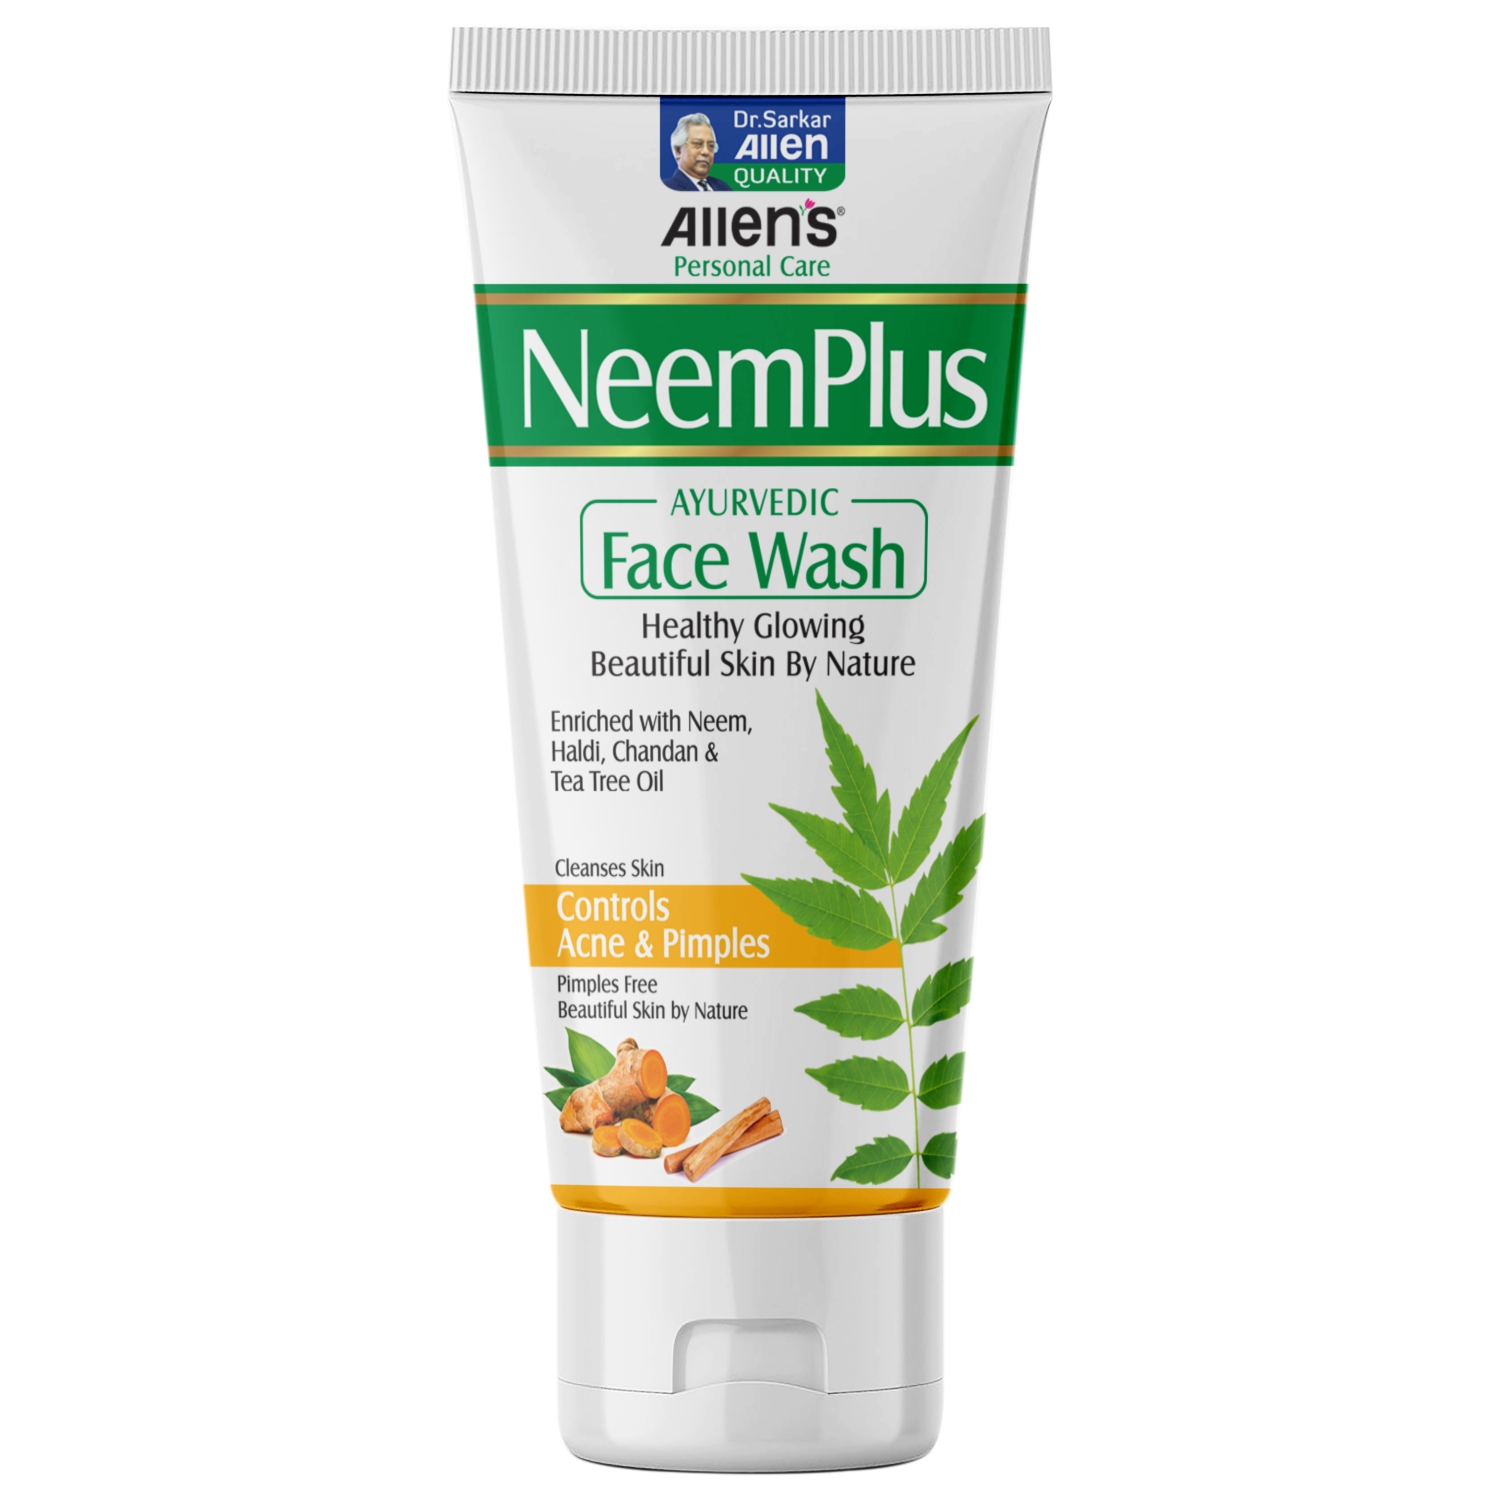 Dr.Sarkar
Allen
QUALITY
Allen's®
Personal Care
NeemPlus
AYURVEDIC
Face Wash
Healthy Glowing
Beautiful Skin By Nature
Enriched with Neem,
Haldi, Chandan &
Tea Tree Oil
Cleanses Skin
Controls
Acne & Pimples
Pimples Free
Beautiful Skin by Nature